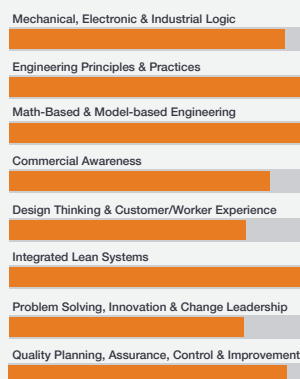 Mechanical, Electronic & Industrial Logic
Engineering Principles & Practices
Math-Based & Model-based Engineering
Commercial Awareness
Design Thinking & Customer/Worker Experience
Integrated Lean Systems
Problem Solving, Innovation & Change Leadership
Quality Planning, Assurance, Control & Improvement